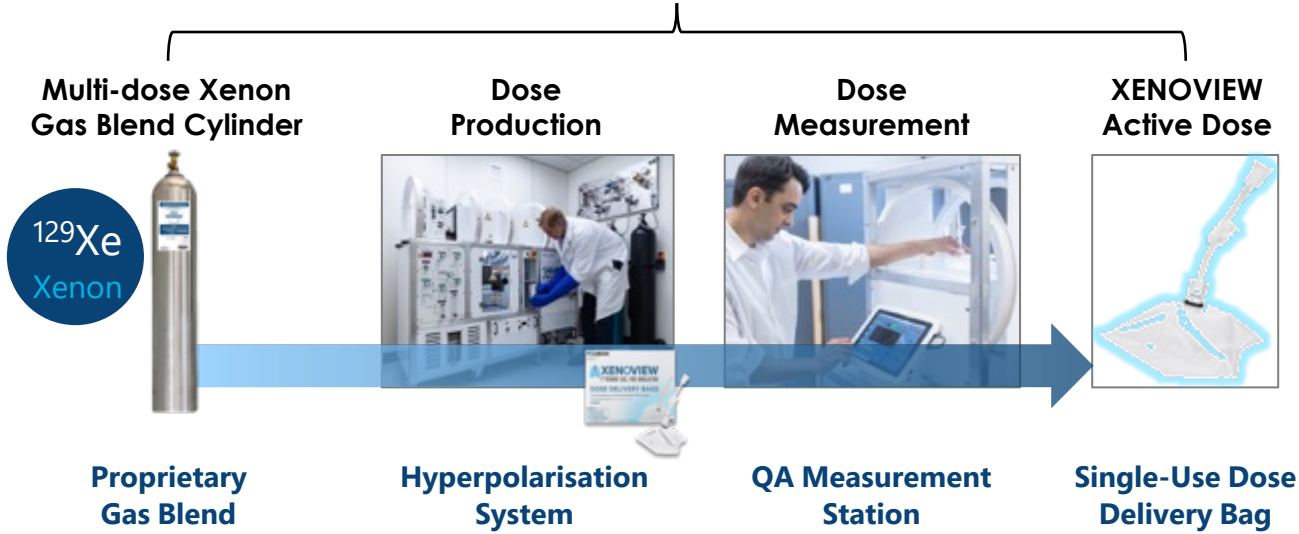 Multi-dose Xenon
Gas Blend Cylinder
Dose
Production
Dose
Measurement
XENOVIEW
Active Dose
129Xe
Xenon
XENOVIEW
DOSE DELIVERY BAGS
Proprietary
Gas Blend
Hyperpolarisation
System
QA Measurement
Station
Single-Use Dose
Delivery Bag